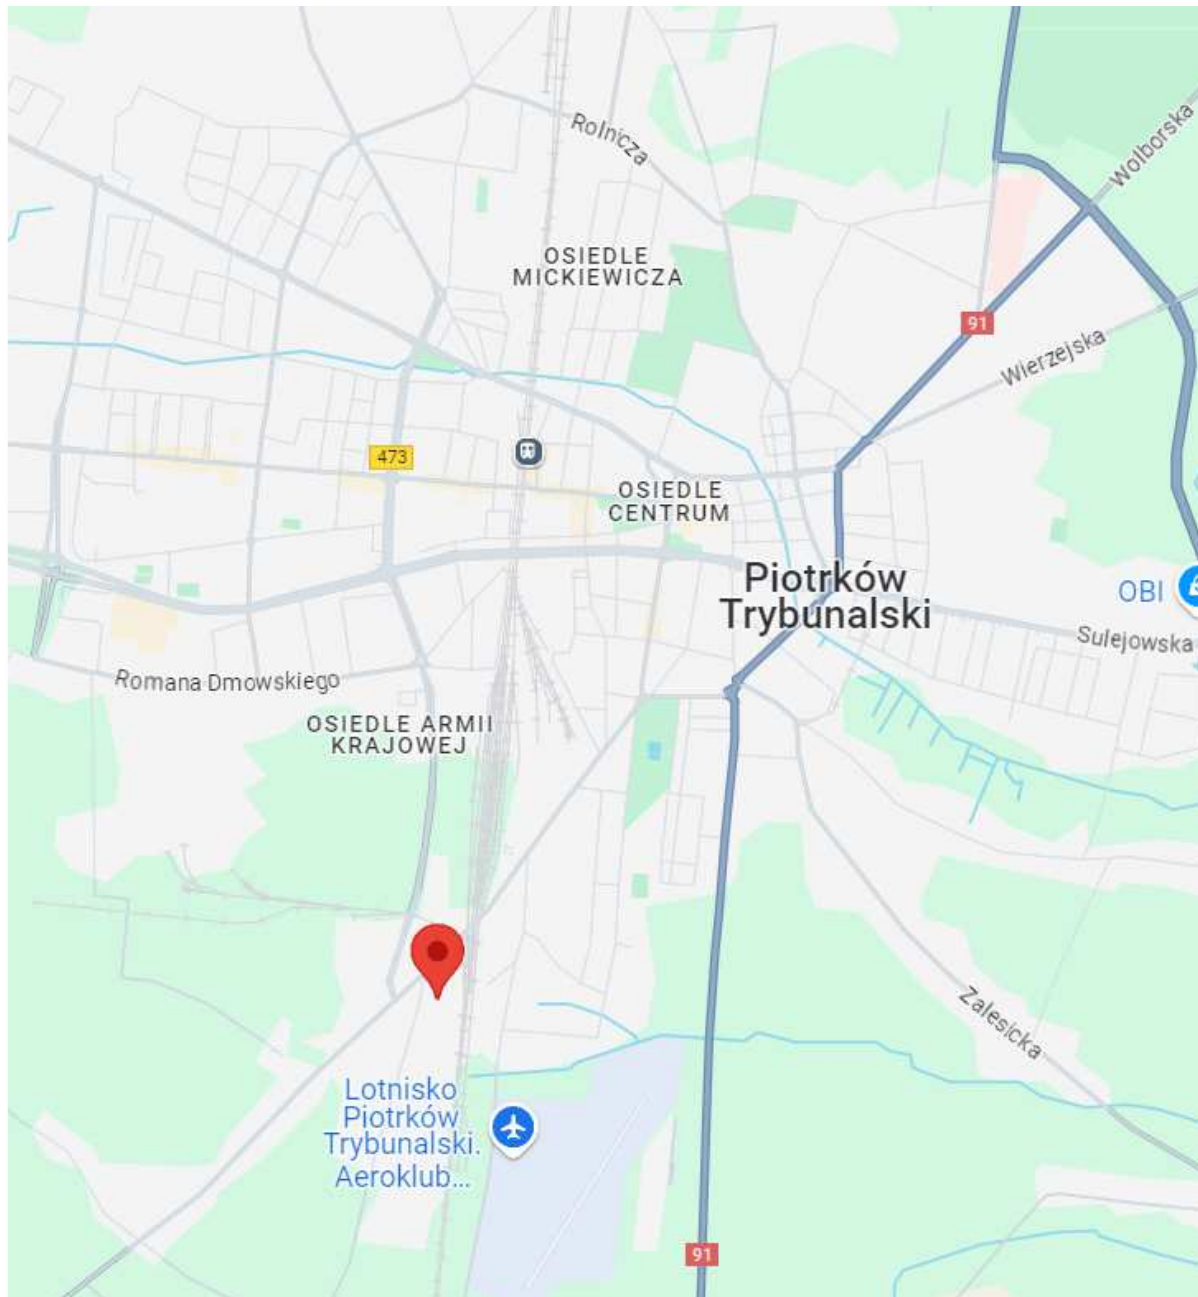 Rolnicza
Wolborska
OSIEDLE
MICKIEWICZA
91
Wierzejska
473
OSIEDLE
CENTRUM
Piotrków
Trybunalski
OBI
Sulejowska
Romana Dmowskiego
OSIEDLE ARMII
KRAJOWEJ
Zalesicka
Lotnisko
Piotrków
Trybunalski.
Aeroklub...
91